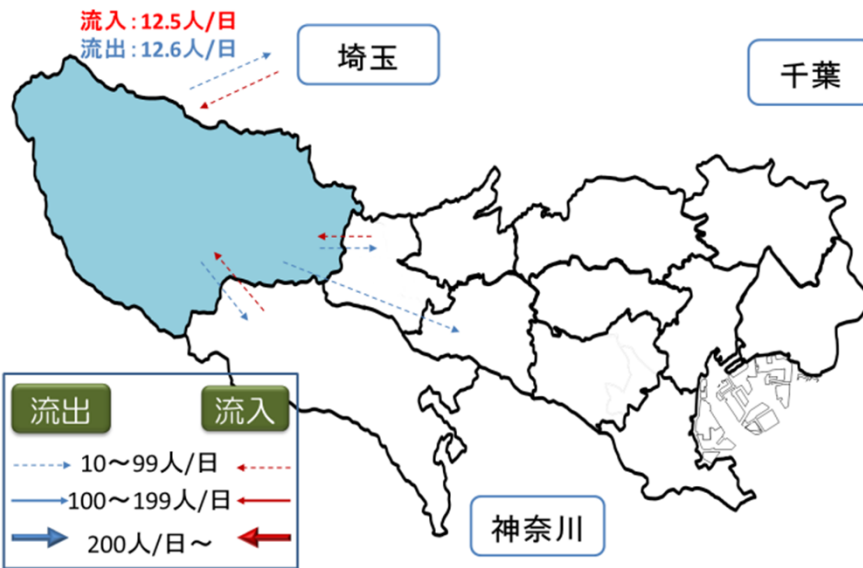 流入：12.5人/日
流出：12.6人/日
埼玉
千葉
流出
流入
10～99人/日
100～199人/日
200人/日～
神奈川